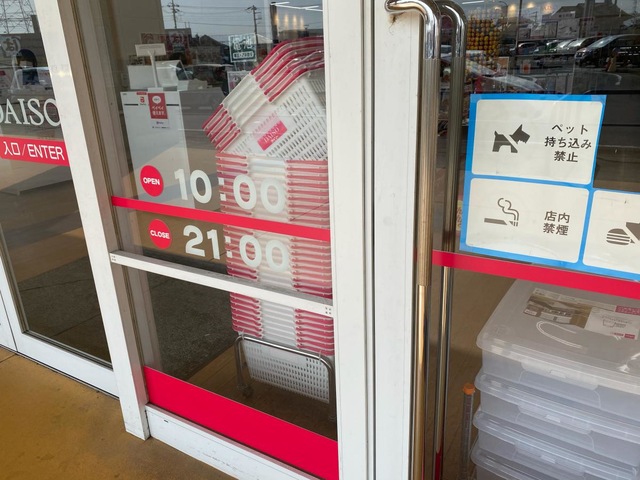 DAISO
入口/ENTER
OPEN 10:00
CLOSE 21:00
DAISO
ペット
持ち込み
禁止
店内
禁煙